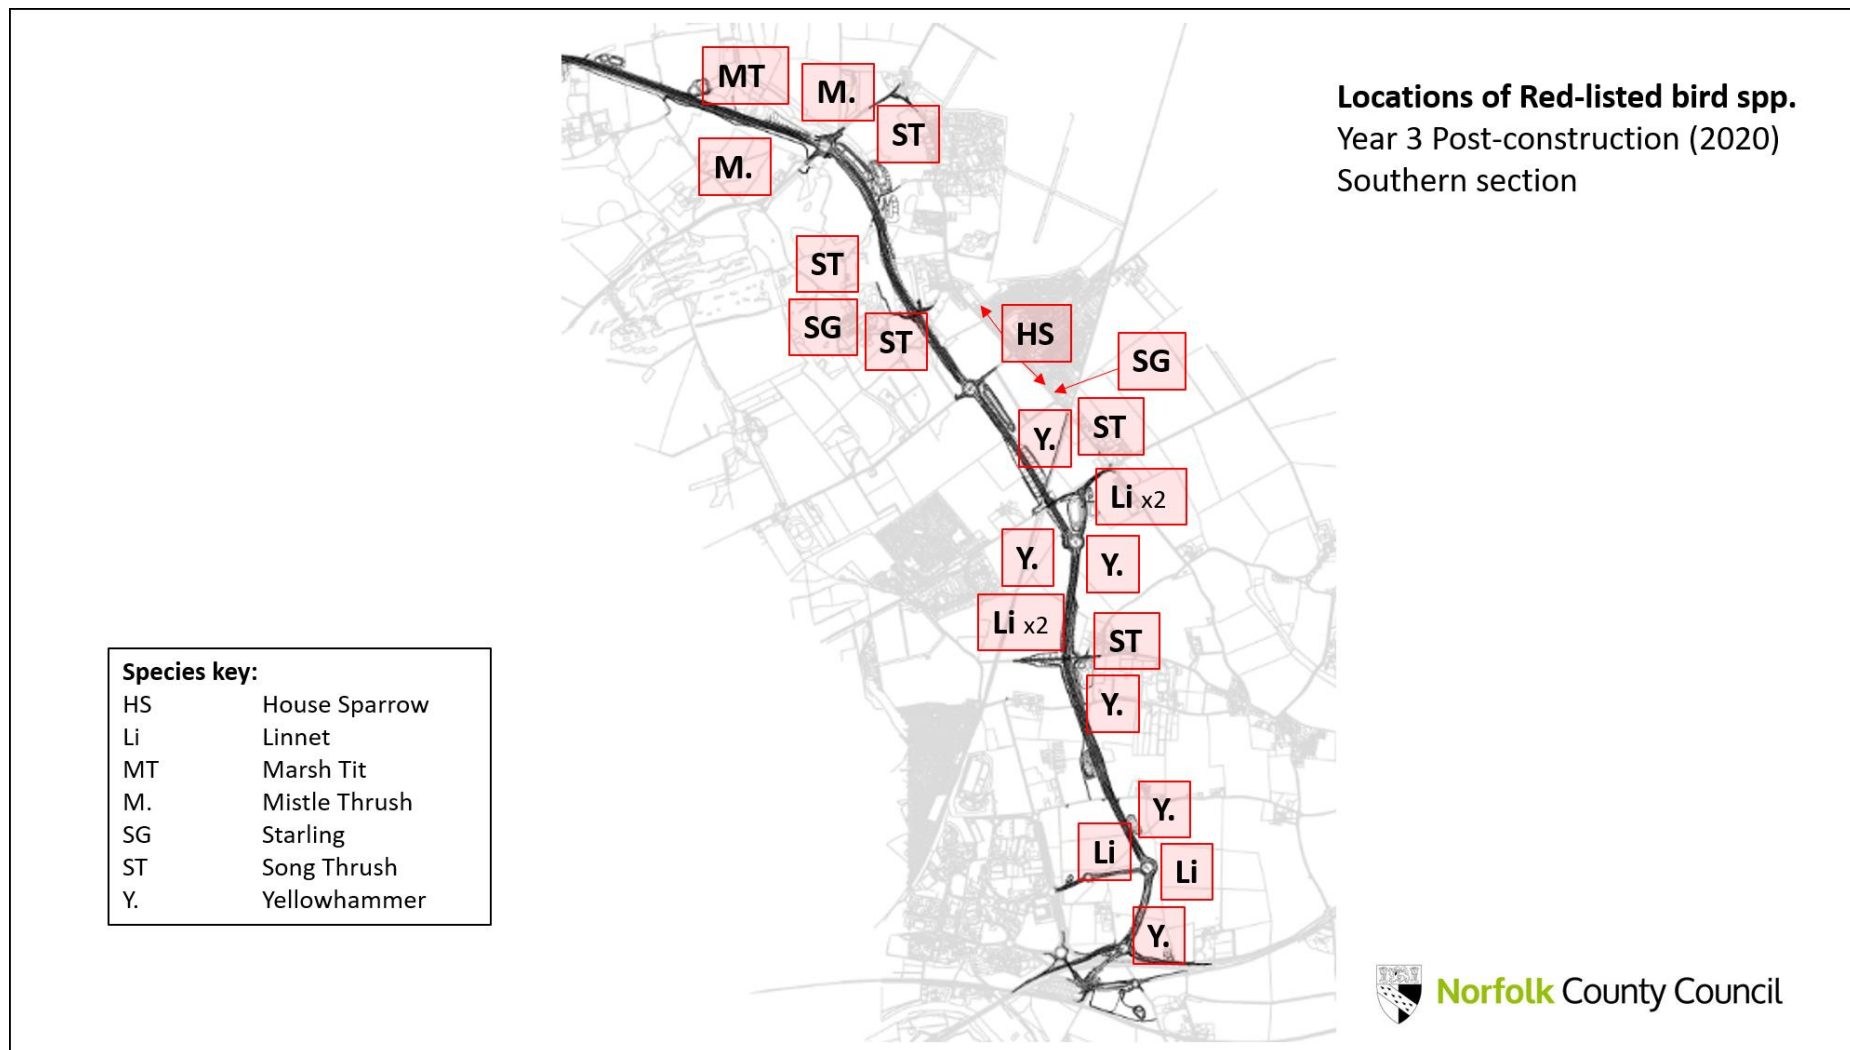 Locations of Red-listed bird spp.
Year 3 Post-construction (2020)
Southern section
MT
M.
ST
M.
ST
SG
ST
HS
SG
Y.
ST
Li x2
Y.
Y.
Li x2
ST
Y.
Y.
Li
Li
Y.
Species key:
HS House Sparrow
Li Linnet
MT Marsh Tit
M. Mistle Thrush
SG Starling
ST Song Thrush
Y. Yellowhammer
Norfolk County Council